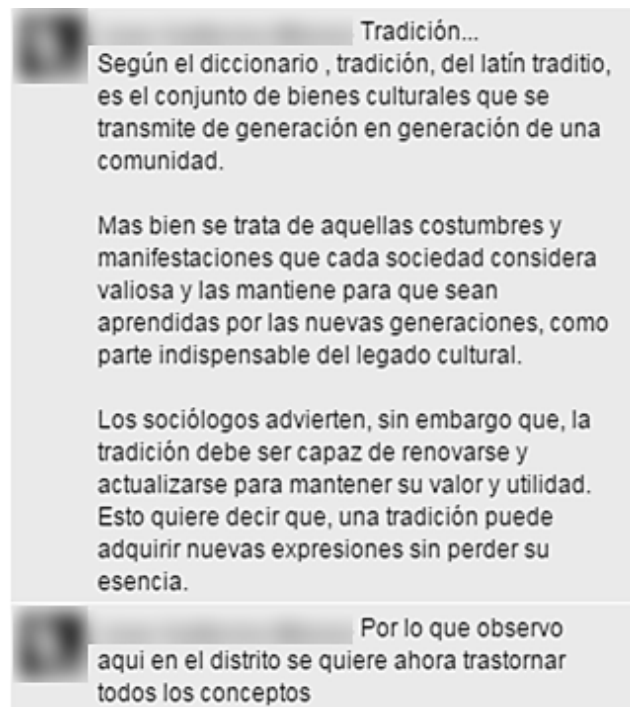 Tradición...
Según el diccionario , tradición, del latín traditio,
es el conjunto de bienes culturales que se
transmite de generación en generación de una
comunidad.
Mas bien se trata de aquellas costumbres y
manifestaciones que cada sociedad considera
valiosa y las mantiene para que sean
aprendidas por las nuevas generaciones, como
parte indispensable del legado cultural.
Los sociólogos advierten, sin embargo que, la
tradición debe ser capaz de renovarse y
actualizarse para mantener su valor y utilidad.
Esto quiere decir que, una tradición puede
adquirir nuevas expresiones sin perder su
esencia.
Por lo que observo
aqui en el distrito se quiere ahora trastornar
todos los conceptos